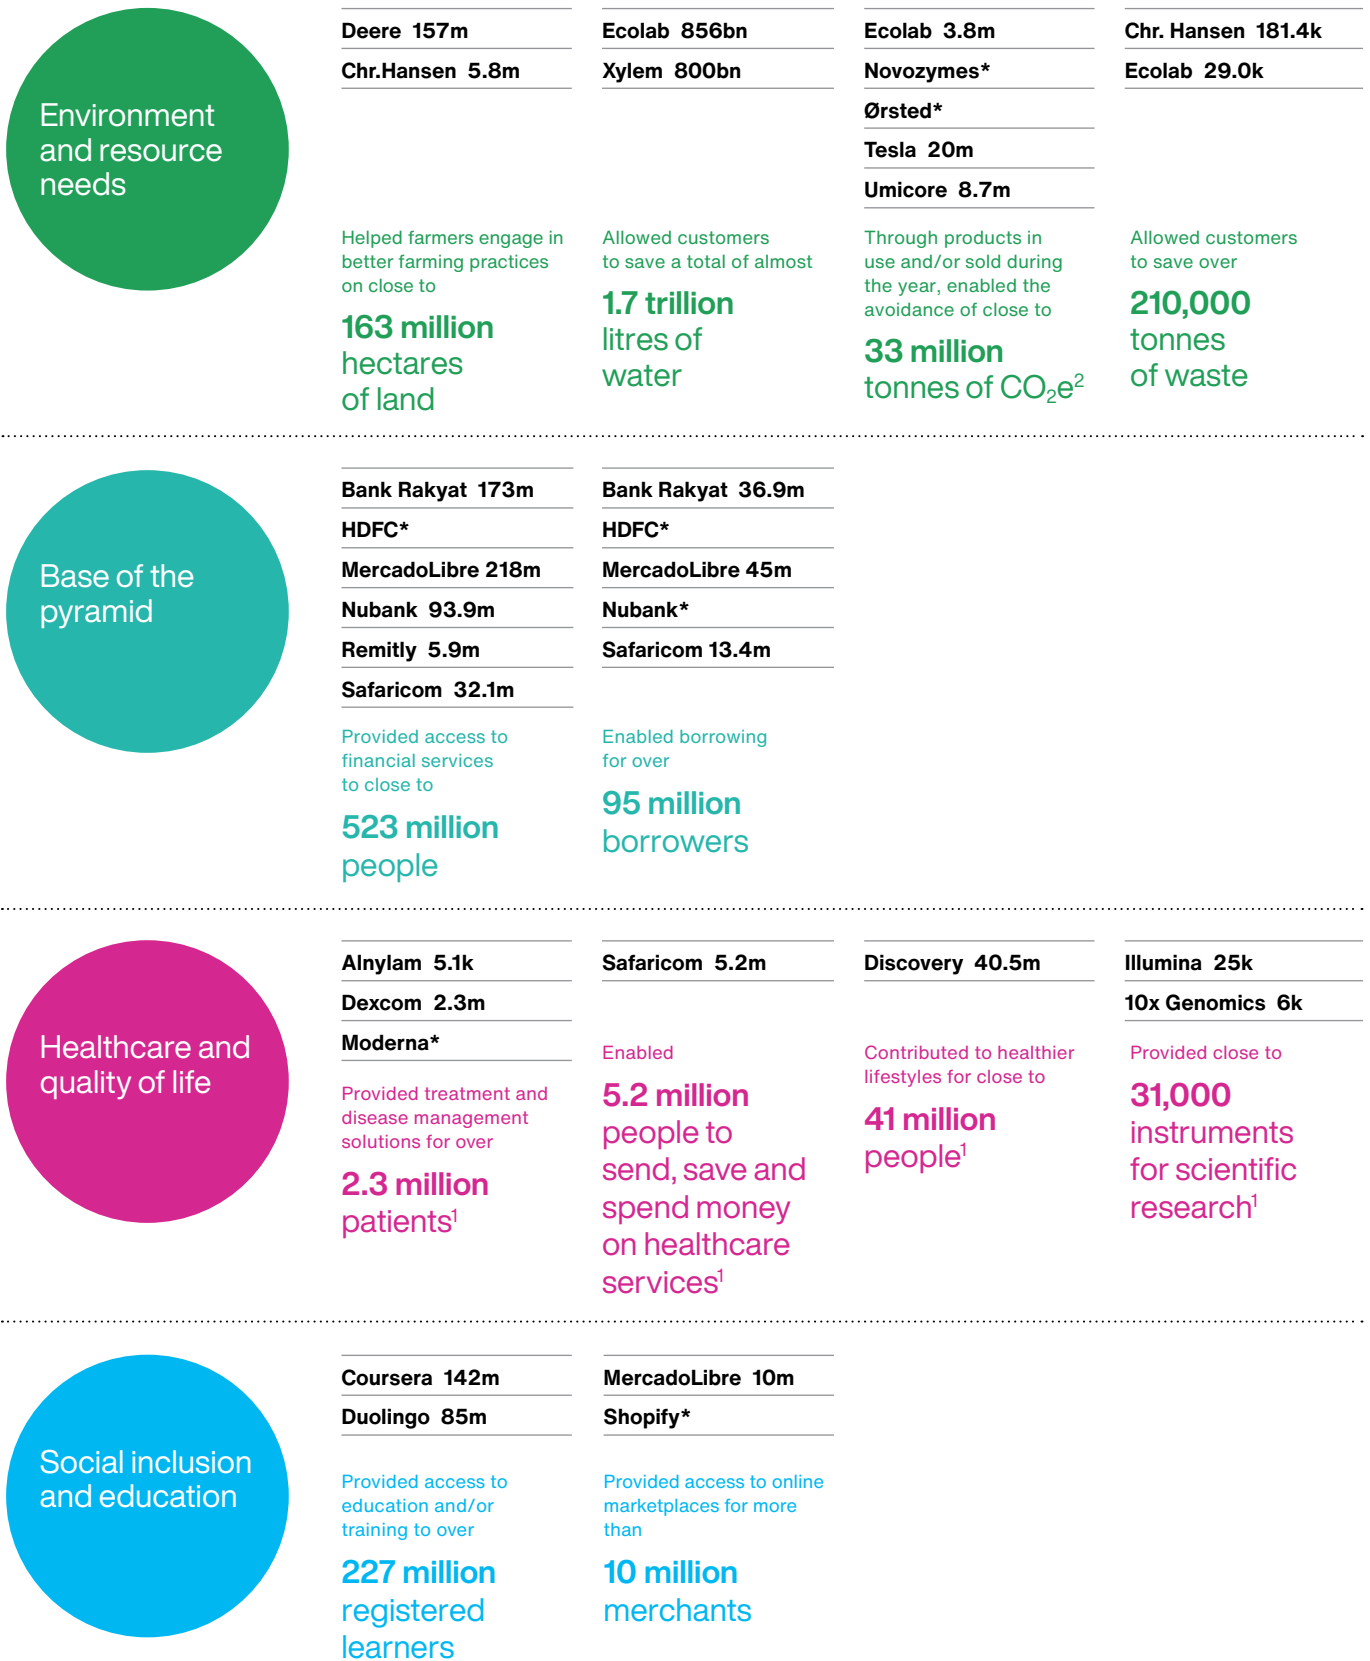 Environment
and resource
needs
Deere 157m
Chr.Hansen 5.8m
Helped farmers engage in
better farming practices
on close to
163 million
hectares
of land
Ecolab 856bn
Xylem 800bn
Allowed customers
to save a total of almost
1.7 trillion
litres of
water
Ecolab 3.8m
Novozymes*
Ørsted*
Tesla 20m
Umicore 8.7m
Through products in
use and/or sold during
the year, enabled the
avoidance of close to
33 million
tonnes of CO₂e²
Chr. Hansen 181.4k
Ecolab 29.0k
Allowed customers
to save over
210,000
tonnes
of waste
Base of the
pyramid
Bank Rakyat 173m
HDFC*
MercadoLibre 218m
Nubank 93.9m
Remitly 5.9m
Safaricom 32.1m
Provided access to
financial services
to close to
523 million
people
Bank Rakyat 36.9m
HDFC*
MercadoLibre 45m
Nubank*
Safaricom 13.4m
Enabled borrowing
for over
95 million
borrowers
Healthcare and
quality of life
Alnylam 5.1k
Dexcom 2.3m
Moderna*
Provided treatment and
disease management
solutions for over
2.3 million
patients¹
Safaricom 5.2m
Enabled
5.2 million
people to
send, save and
spend money
on healthcare
services¹
Discovery 40.5m
Contributed to healthier
lifestyles for close to
41 million
people¹
Illumina 25k
10x Genomics 6k
Provided close to
31,000
instruments
for scientific
research¹
Social inclusion
and education
Coursera 142m
Duolingo 85m
Provided access to
education and/or
training to over
227 million
registered
learners
MercadoLibre 10m
Shopify*
Provided access to online
marketplaces for more
than
10 million
merchants